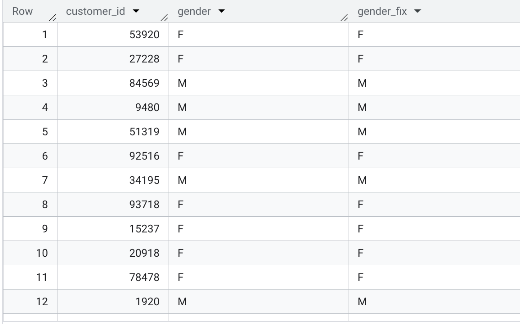 Row customer_id gender gender_fix
1 53920 F F
2 27228 F F
3 84569 M M
4 9480 M M
5 51319 M M
6 92516 F F
7 34195 M M
8 93718 F F
9 15237 F F
10 20918 F F
11 78478 F F
12 1920 M M